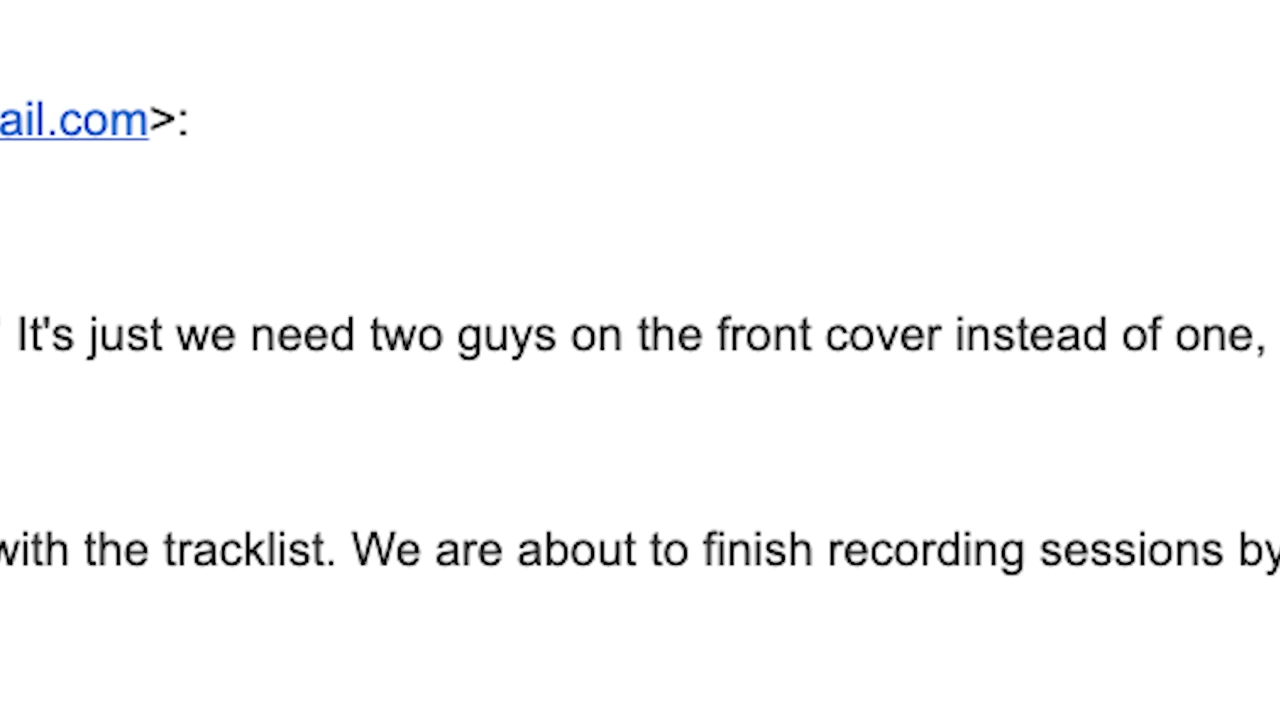 ail.com>:
It's just we need two guys on the front cover instead of one,
with the tracklist. We are about to finish recording sessions by